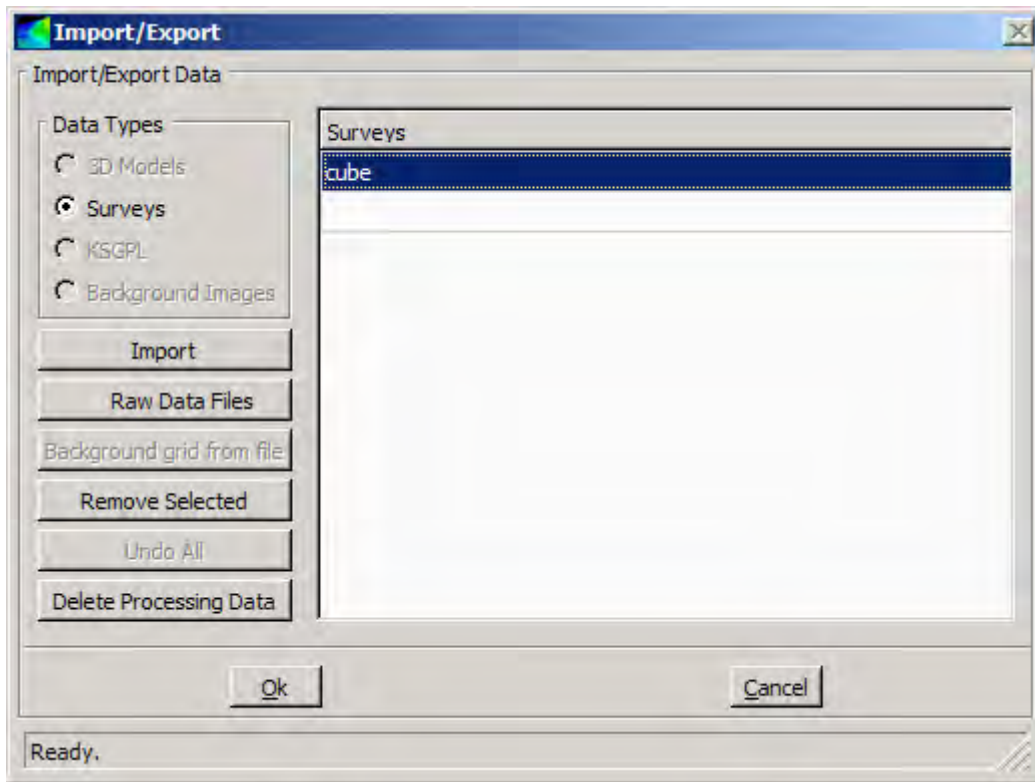 Import/Export
Import/Export Data
Data Types
3D Models
Surveys
KSGPL
Background Images
Import
Raw Data Files
Background grid from file
Remove Selected
Undo All
Delete Processing Data
Surveys
cube
Ok
Cancel
Ready.